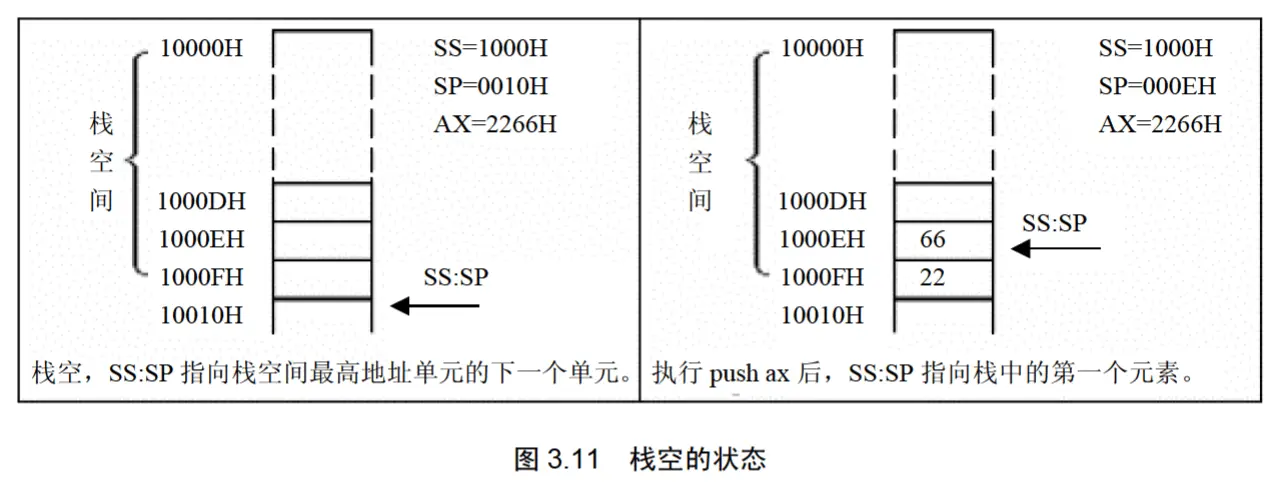 10000H
SS=1000H
SP=0010H
AX=2266H
栈空间
1000DH
1000EH
1000FH
SS:SP
10010H
栈空，SS:SP 指向栈空间最高地址单元的下一个单元。
10000H
SS=1000H
SP=000EH
AX=2266H
栈空间
1000DH
SS:SP
1000EH 66
1000FH 22
10010H
执行 push ax 后，SS:SP 指向栈中的第一个元素。
图 3.11 栈空的状态